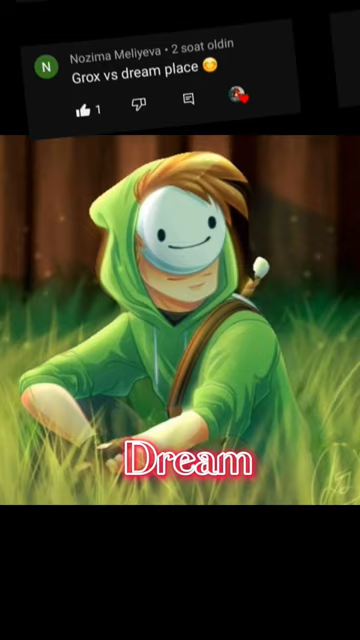 N
Nozima Meliyeva • 2 soat oldin
Grox vs dream place 😊
1
Dream